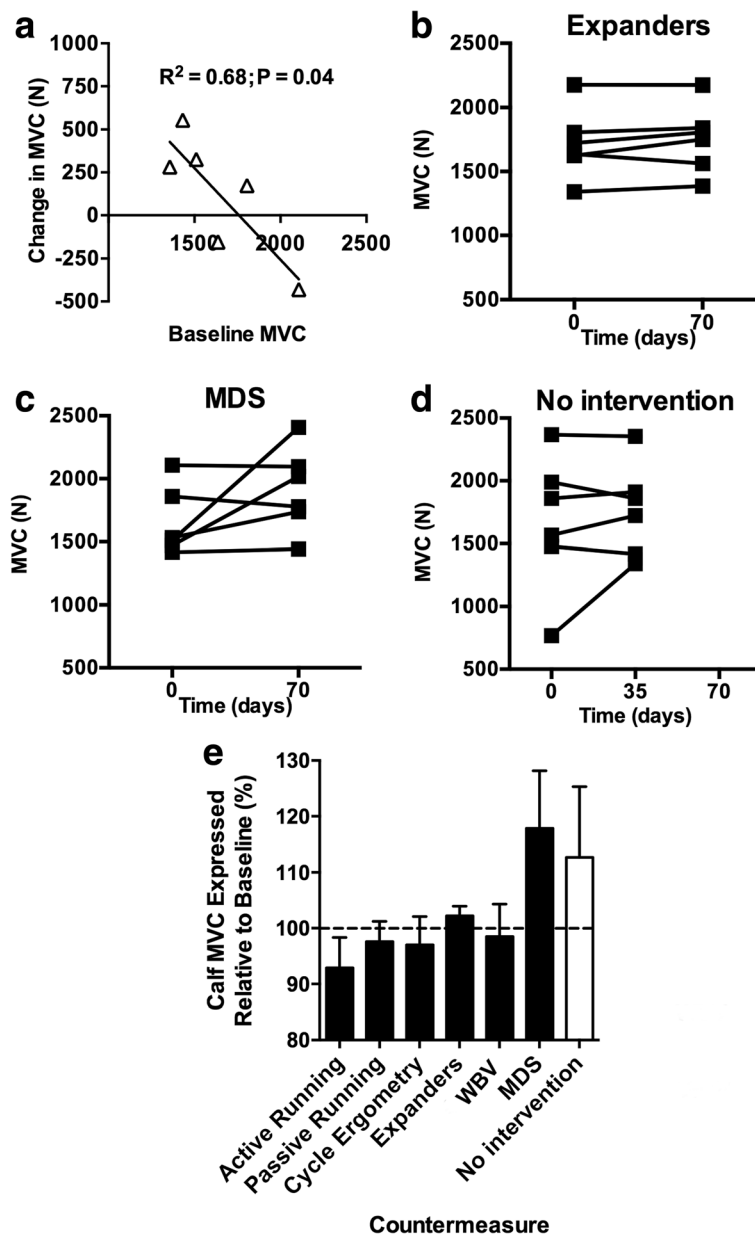 a
1000
750
500
250
0
-250
-500
R² = 0.68; P = 0.04
1500
2000
2500
Change in MVC (N)
Baseline MVC
b
Expanders
2500
2000
1500
1000
500
MVC (N)
0
70
Time (days)
c
MDS
2500
2000
1500
1000
500
MVC (N)
0
70
Time (days)
d
No intervention
2500
2000
1500
1000
500
MVC (N)
0
35
70
Time (days)
e
130
120
110
100
90
80
Calf MVC Expressed
Relative to Baseline (%)
Active Running
Passive Running
Cycle Ergometry
Expanders
WBV
MDS
No intervention
Countermeasure